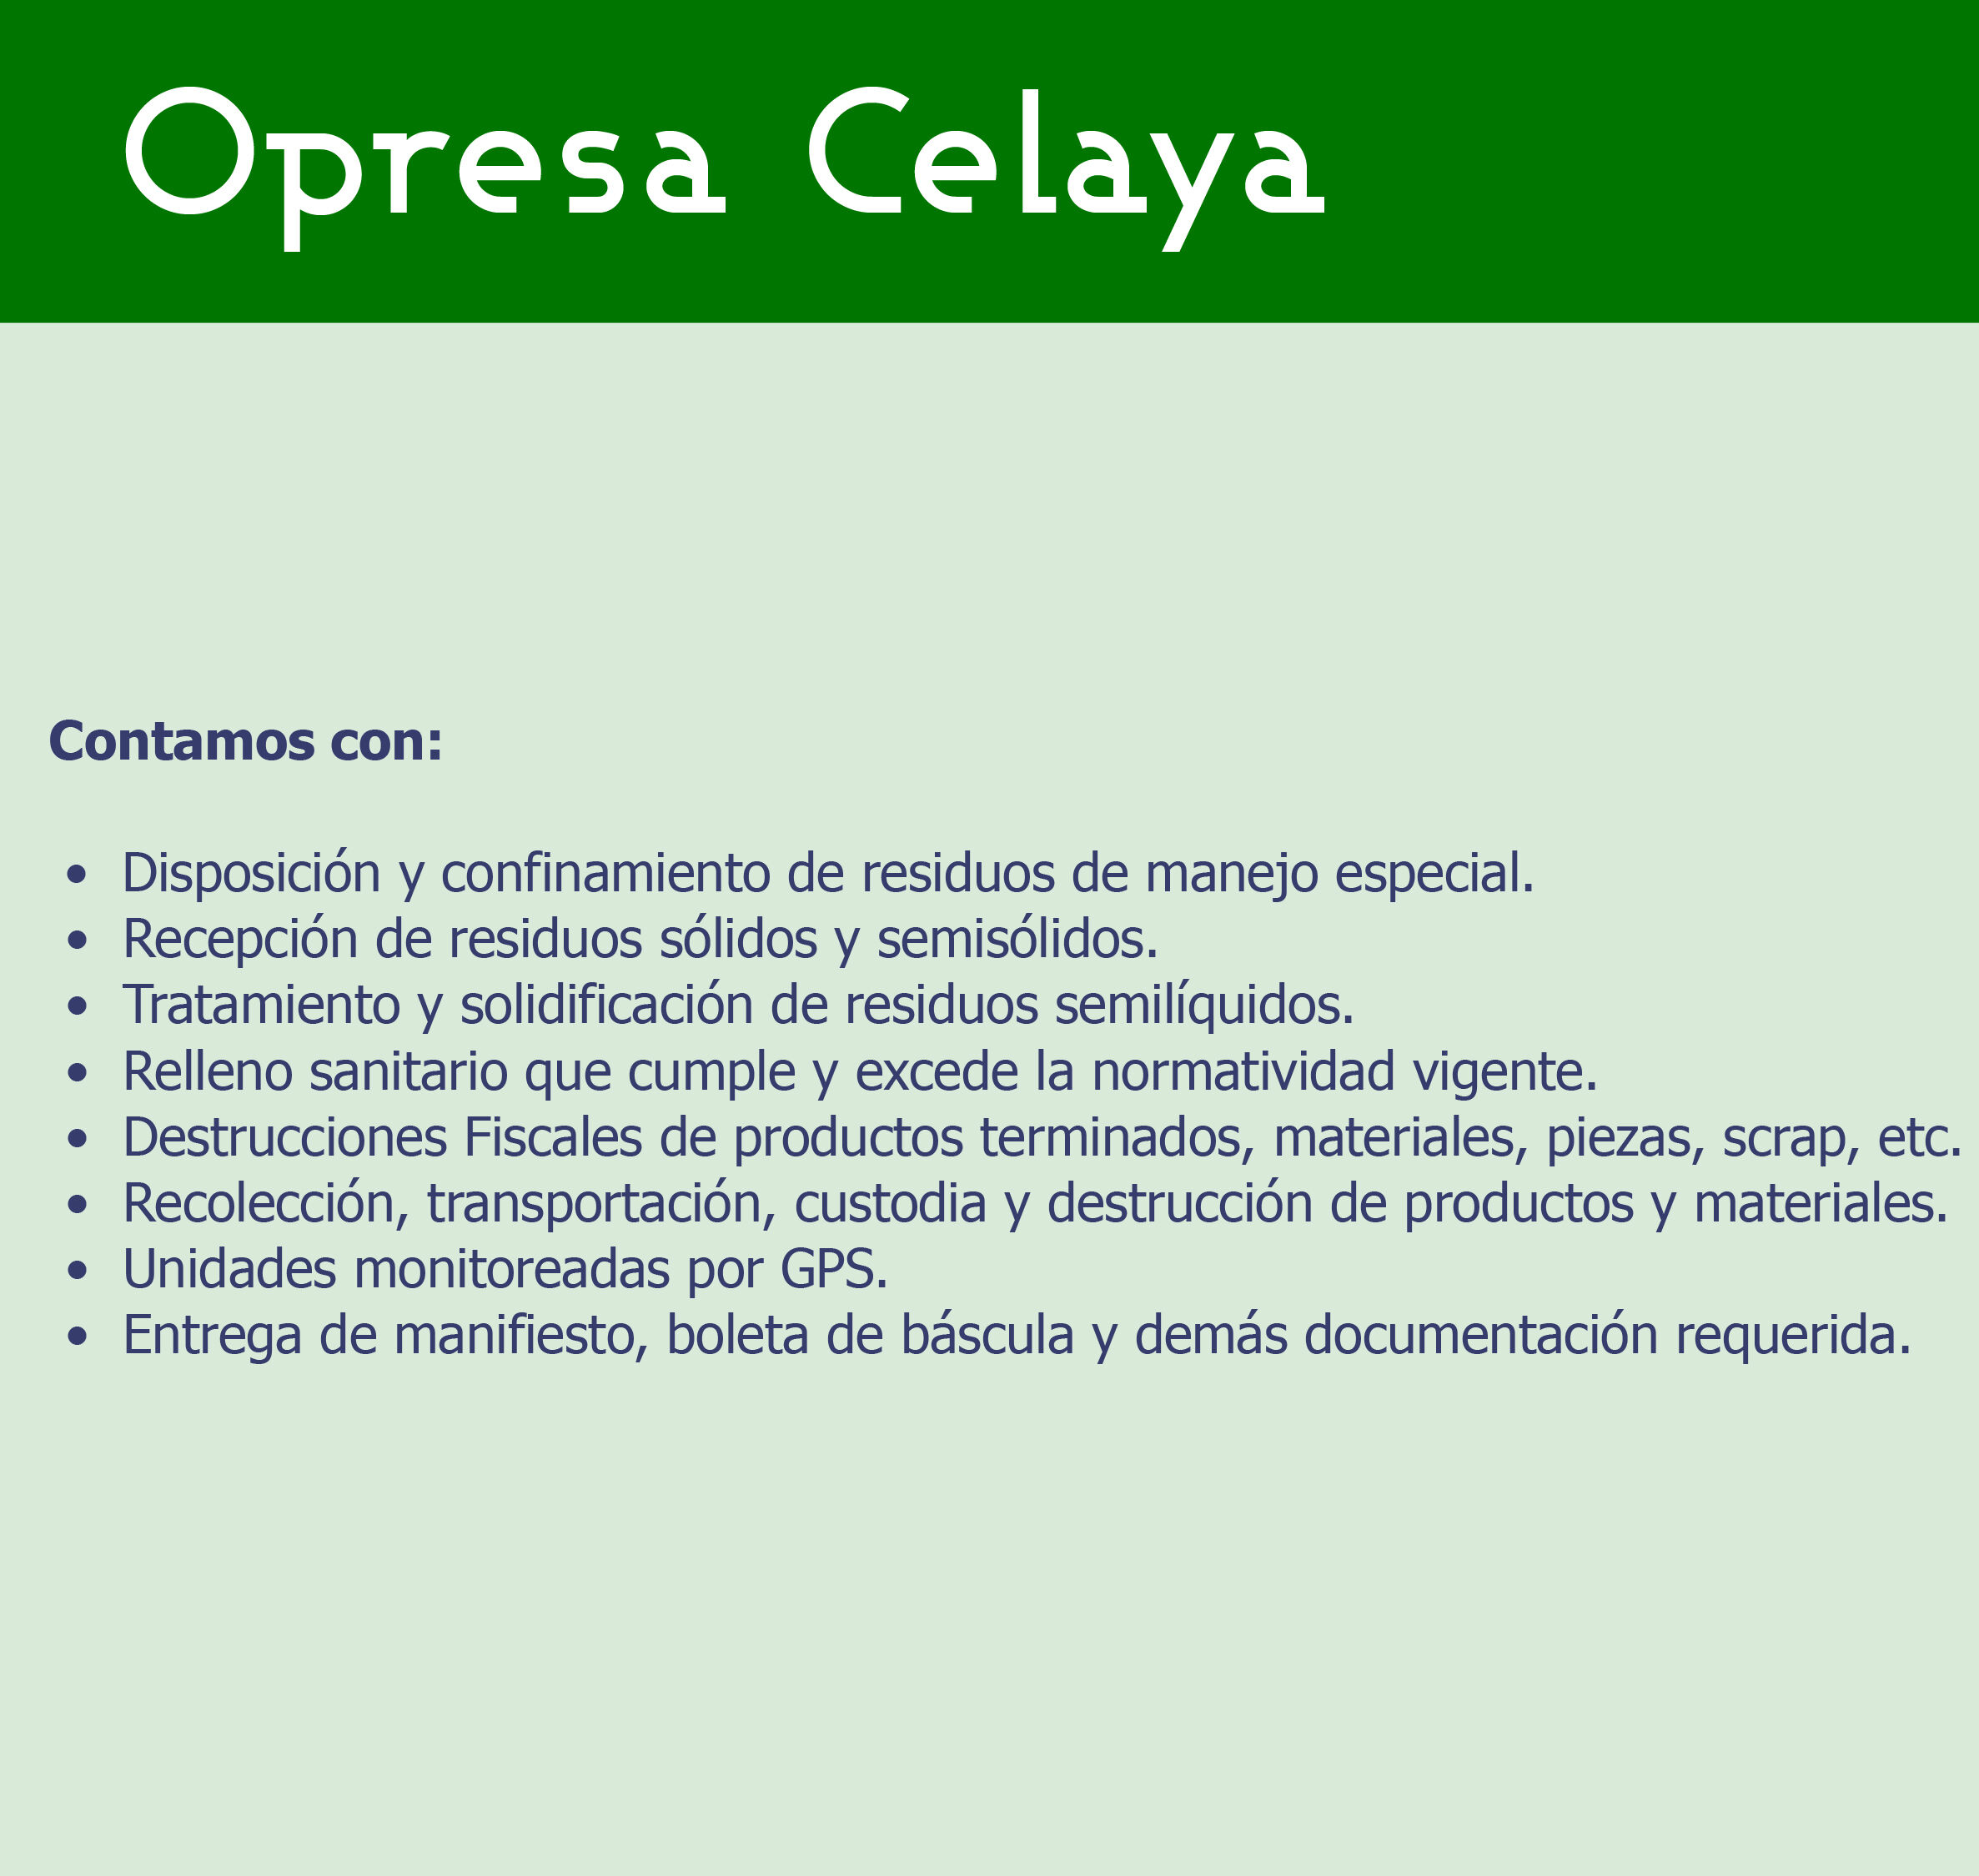 Opresa Celaya
Contamos con:
• Disposición y confinamiento de residuos de manejo especial.
• Recepción de residuos sólidos y semisólidos.
• Tratamiento y solidificación de residuos semilíquidos.
• Relleno sanitario que cumple y excede la normatividad vigente.
• Destrucciones Fiscales de productos terminados, materiales, piezas, scrap, etc.
• Recolección, transportación, custodia y destrucción de productos y materiales.
• Unidades monitoreadas por GPS.
• Entrega de manifiesto, boleta de báscula y demás documentación requerida.